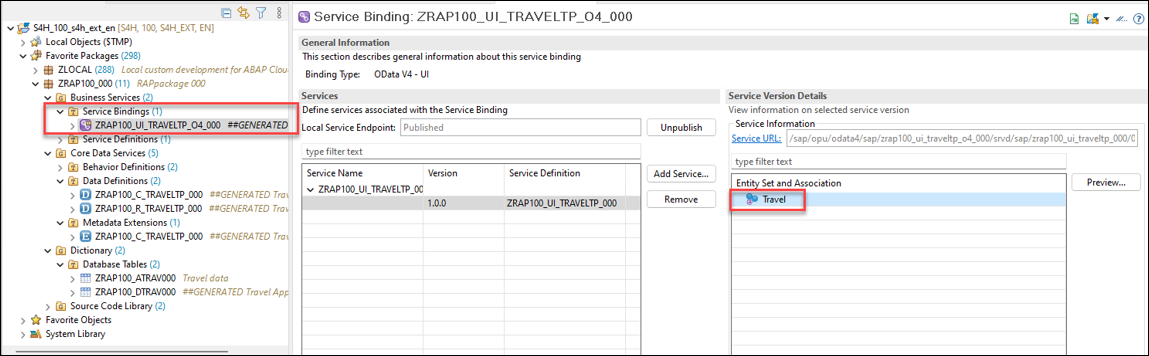 S4H_100_s4h_ext_en [S4H, 100, S4H_EXT, EN]
Local Objects ($TMP)
Favorite Packages (298)
ZLOCAL (288) Local custom development for ABAP Clou
ZRAP100_000 (11) RAPpackage 000
Business Services (2)
Service Bindings (1)
ZRAP100_UI_TRAVELTP_O4_000 ##GENERATED
Service Definitions (1)
Core Data Services (5)
Behavior Definitions (2)
Data Definitions (2)
ZRAP100_C_TRAVELTP_000 ##GENERATED Trav
ZRAP100_R_TRAVELTP_000 ##GENERATED Trav
Metadata Extensions (1)
ZRAP100_C_TRAVELTP_000 ##GENERATED Trav
Dictionary (2)
Database Tables (2)
ZRAP100_ATRAV000 Travel data
ZRAP100_DTRAV000 ##GENERATED Travel App
Source Code Library (2)
Favorite Objects
System Library
Service Binding: ZRAP100_UI_TRAVELTP_O4_000
General Information
This section describes general information about this service binding
Binding Type: OData V4 - UI
Services
Define services associated with the Service Binding
Local Service Endpoint: Published
Unpublish
type filter text
Service Name Version Service Definition
ZRAP100_UI_TRAVELTP_00
1.0.0 ZRAP100_UI_TRAVELTP_000
Add Service...
Remove
Service Version Details
View information on selected service version
Service Information
Service URL: /sap/opu/odata4/sap/zrap100_ui_traveltp_o4_000/srvd/sap/zrap100_ui_traveltp_000/0
type filter text
Entity Set and Association
Travel
Preview...